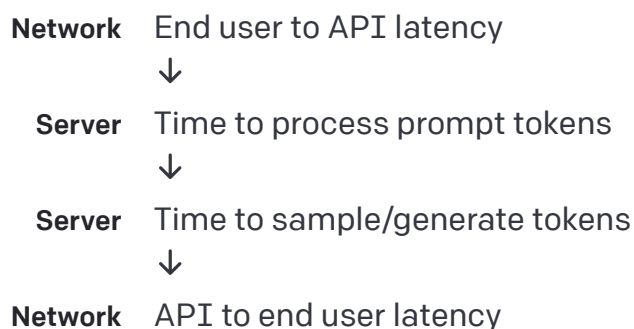 Network End user to API latency
↓
Server Time to process prompt tokens
↓
Server Time to sample/generate tokens
↓
Network API to end user latency